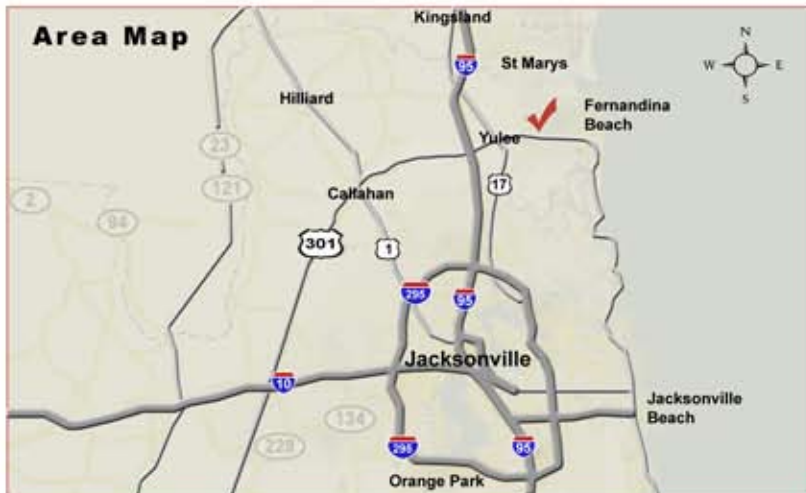 Area Map
Kingsland
N
W E
S
95
St Marys
Hilliard
Fernandina
Beach
23
Yulee
121
17
2
Callahan
94
301
1
295
95
Jacksonville
10
Jacksonville
Beach
134
228
295
95
Orange Park